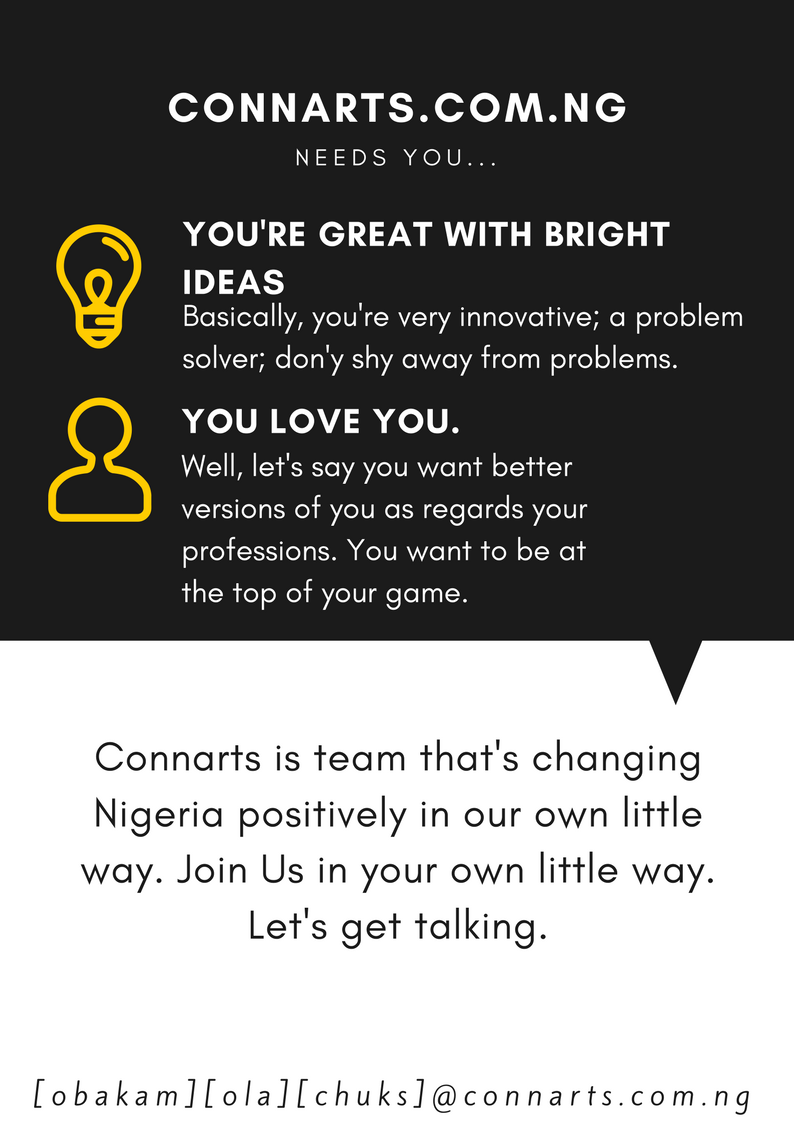 CONNARTS.COM.NG
NEEDS YOU...
YOU'RE GREAT WITH BRIGHT
IDEAS
Basically, you're very innovative; a problem
solver; don'y shy away from problems.
YOU LOVE YOU.
Well, let's say you want better
versions of you as regards your
professions. You want to be at
the top of your game.
Connarts is team that's changing
Nigeria positively in our own little
way. Join Us in your own little way.
Let's get talking.
[obakam][ola][chuks]@connarts.com.ng